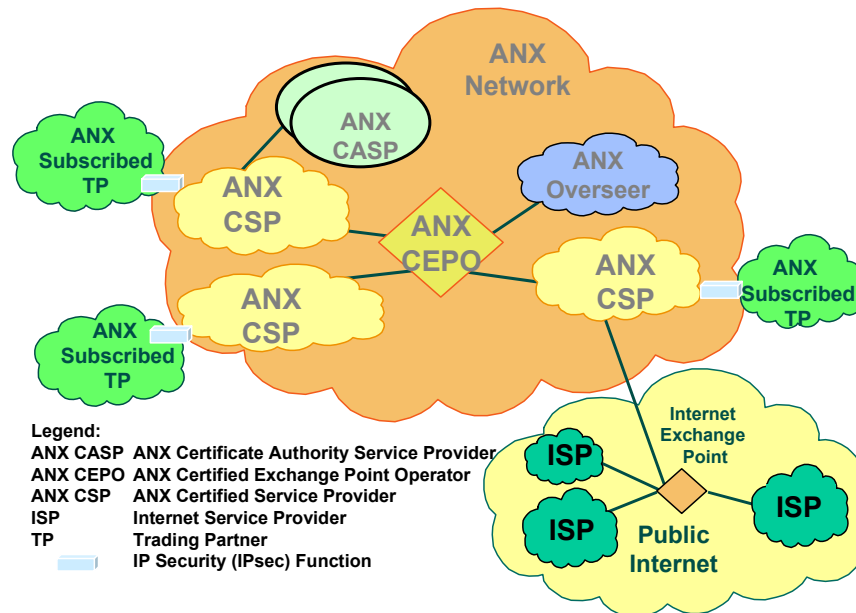 ANX
Network
ANX
CASP
ANX
Subscribed
TP
ANX
CSP
ANX
Overseer
ANX
CEPO
ANX
CSP
ANX
Subscribed
TP
ANX
CSP
ANX
Subscribed
TP
Legend:
ANX CASP ANX Certificate Authority Service Provider
ANX CEPO ANX Certified Exchange Point Operator
ANX CSP ANX Certified Service Provider
ISP Internet Service Provider
TP Trading Partner
IP Security (IPsec) Function
Internet
Exchange
Point
ISP
ISP
ISP
Public
Internet